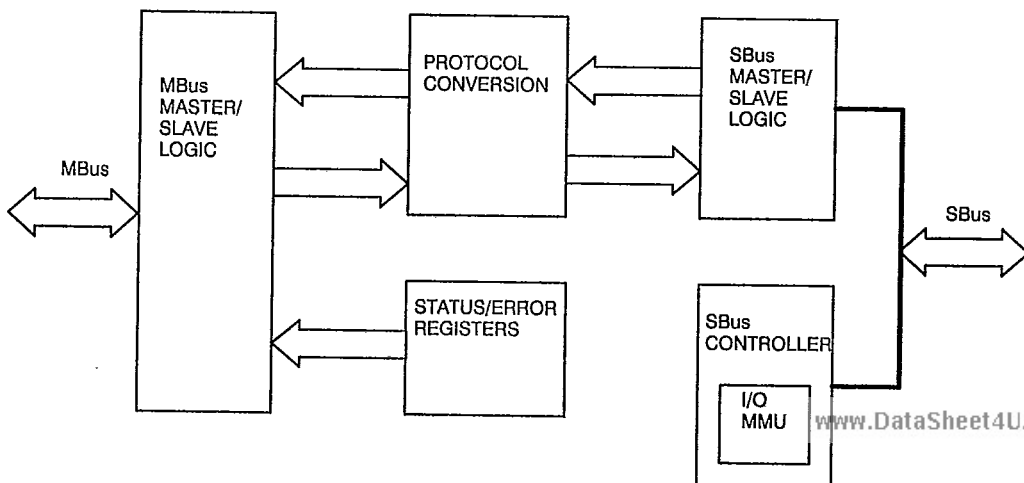 MBus
MBus
MASTER/
SLAVE
LOGIC
PROTOCOL
CONVERSION
SBus
MASTER/
SLAVE
LOGIC
SBus
STATUS/ERROR
REGISTERS
SBus
CONTROLLER
I/O
MMU
www.DataSheet4U.